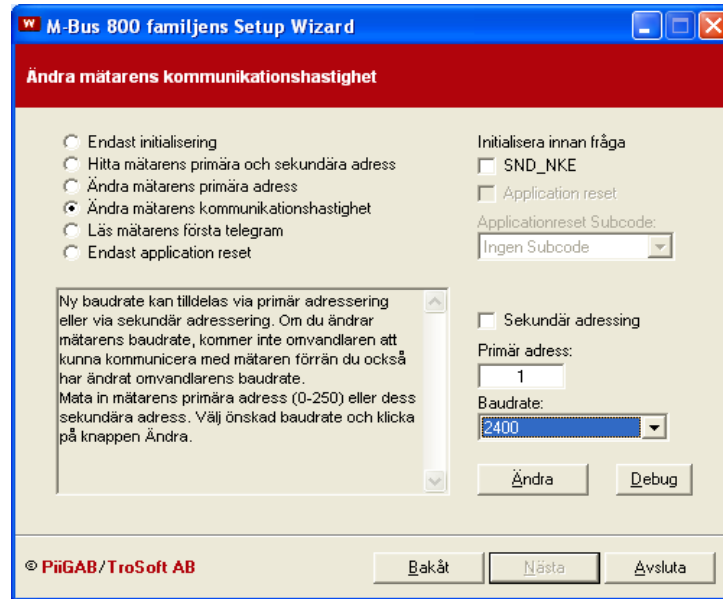 M-Bus 800 familjens Setup Wizard
Ändra mätarens kommunikationshastighet
Endast initialisering
Hitta mätarens primära och sekundära adress
Ändra mätarens primära adress
Ändra mätarens kommunikationshastighet
Läs mätarens första telegram
Endast application reset
Initialisera innan fråga
SND_NKE
Application reset
Applicationreset Subcode:
Ingen Subcode
Ny baudrate kan tilldelas via primär adressering
eller via sekundär adressering. Om du ändrar
mätarens baudrate, kommer inte omvandlaren att
kunna kommunicera med mätaren förrän du också
har ändrat omvandlarens baudrate.
Mata in mätarens primära adress (0-250) eller dess
sekundära adress. Välj önskad baudrate och klicka
på knappen Ändra.
Sekundär adressing
Primär adress:
1
Baudrate:
2400
Ändra
Debug
© PiiGAB/TroSoft AB
Bakåt
Nästa
Avsluta